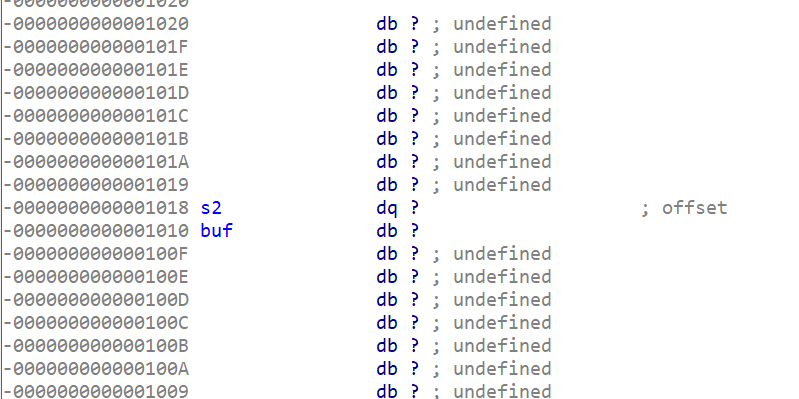 -0000000000001020
-0000000000001020 db ? ; undefined
-000000000000101F db ? ; undefined
-000000000000101E db ? ; undefined
-000000000000101D db ? ; undefined
-000000000000101C db ? ; undefined
-000000000000101B db ? ; undefined
-000000000000101A db ? ; undefined
-0000000000001019 db ? ; undefined
-0000000000001018 s2 dq ? ; offset
-0000000000001010 buf db ?
-000000000000100F db ? ; undefined
-000000000000100E db ? ; undefined
-000000000000100D db ? ; undefined
-000000000000100C db ? ; undefined
-000000000000100B db ? ; undefined
-000000000000100A db ? ; undefined
-0000000000001009 db ? ; undefined